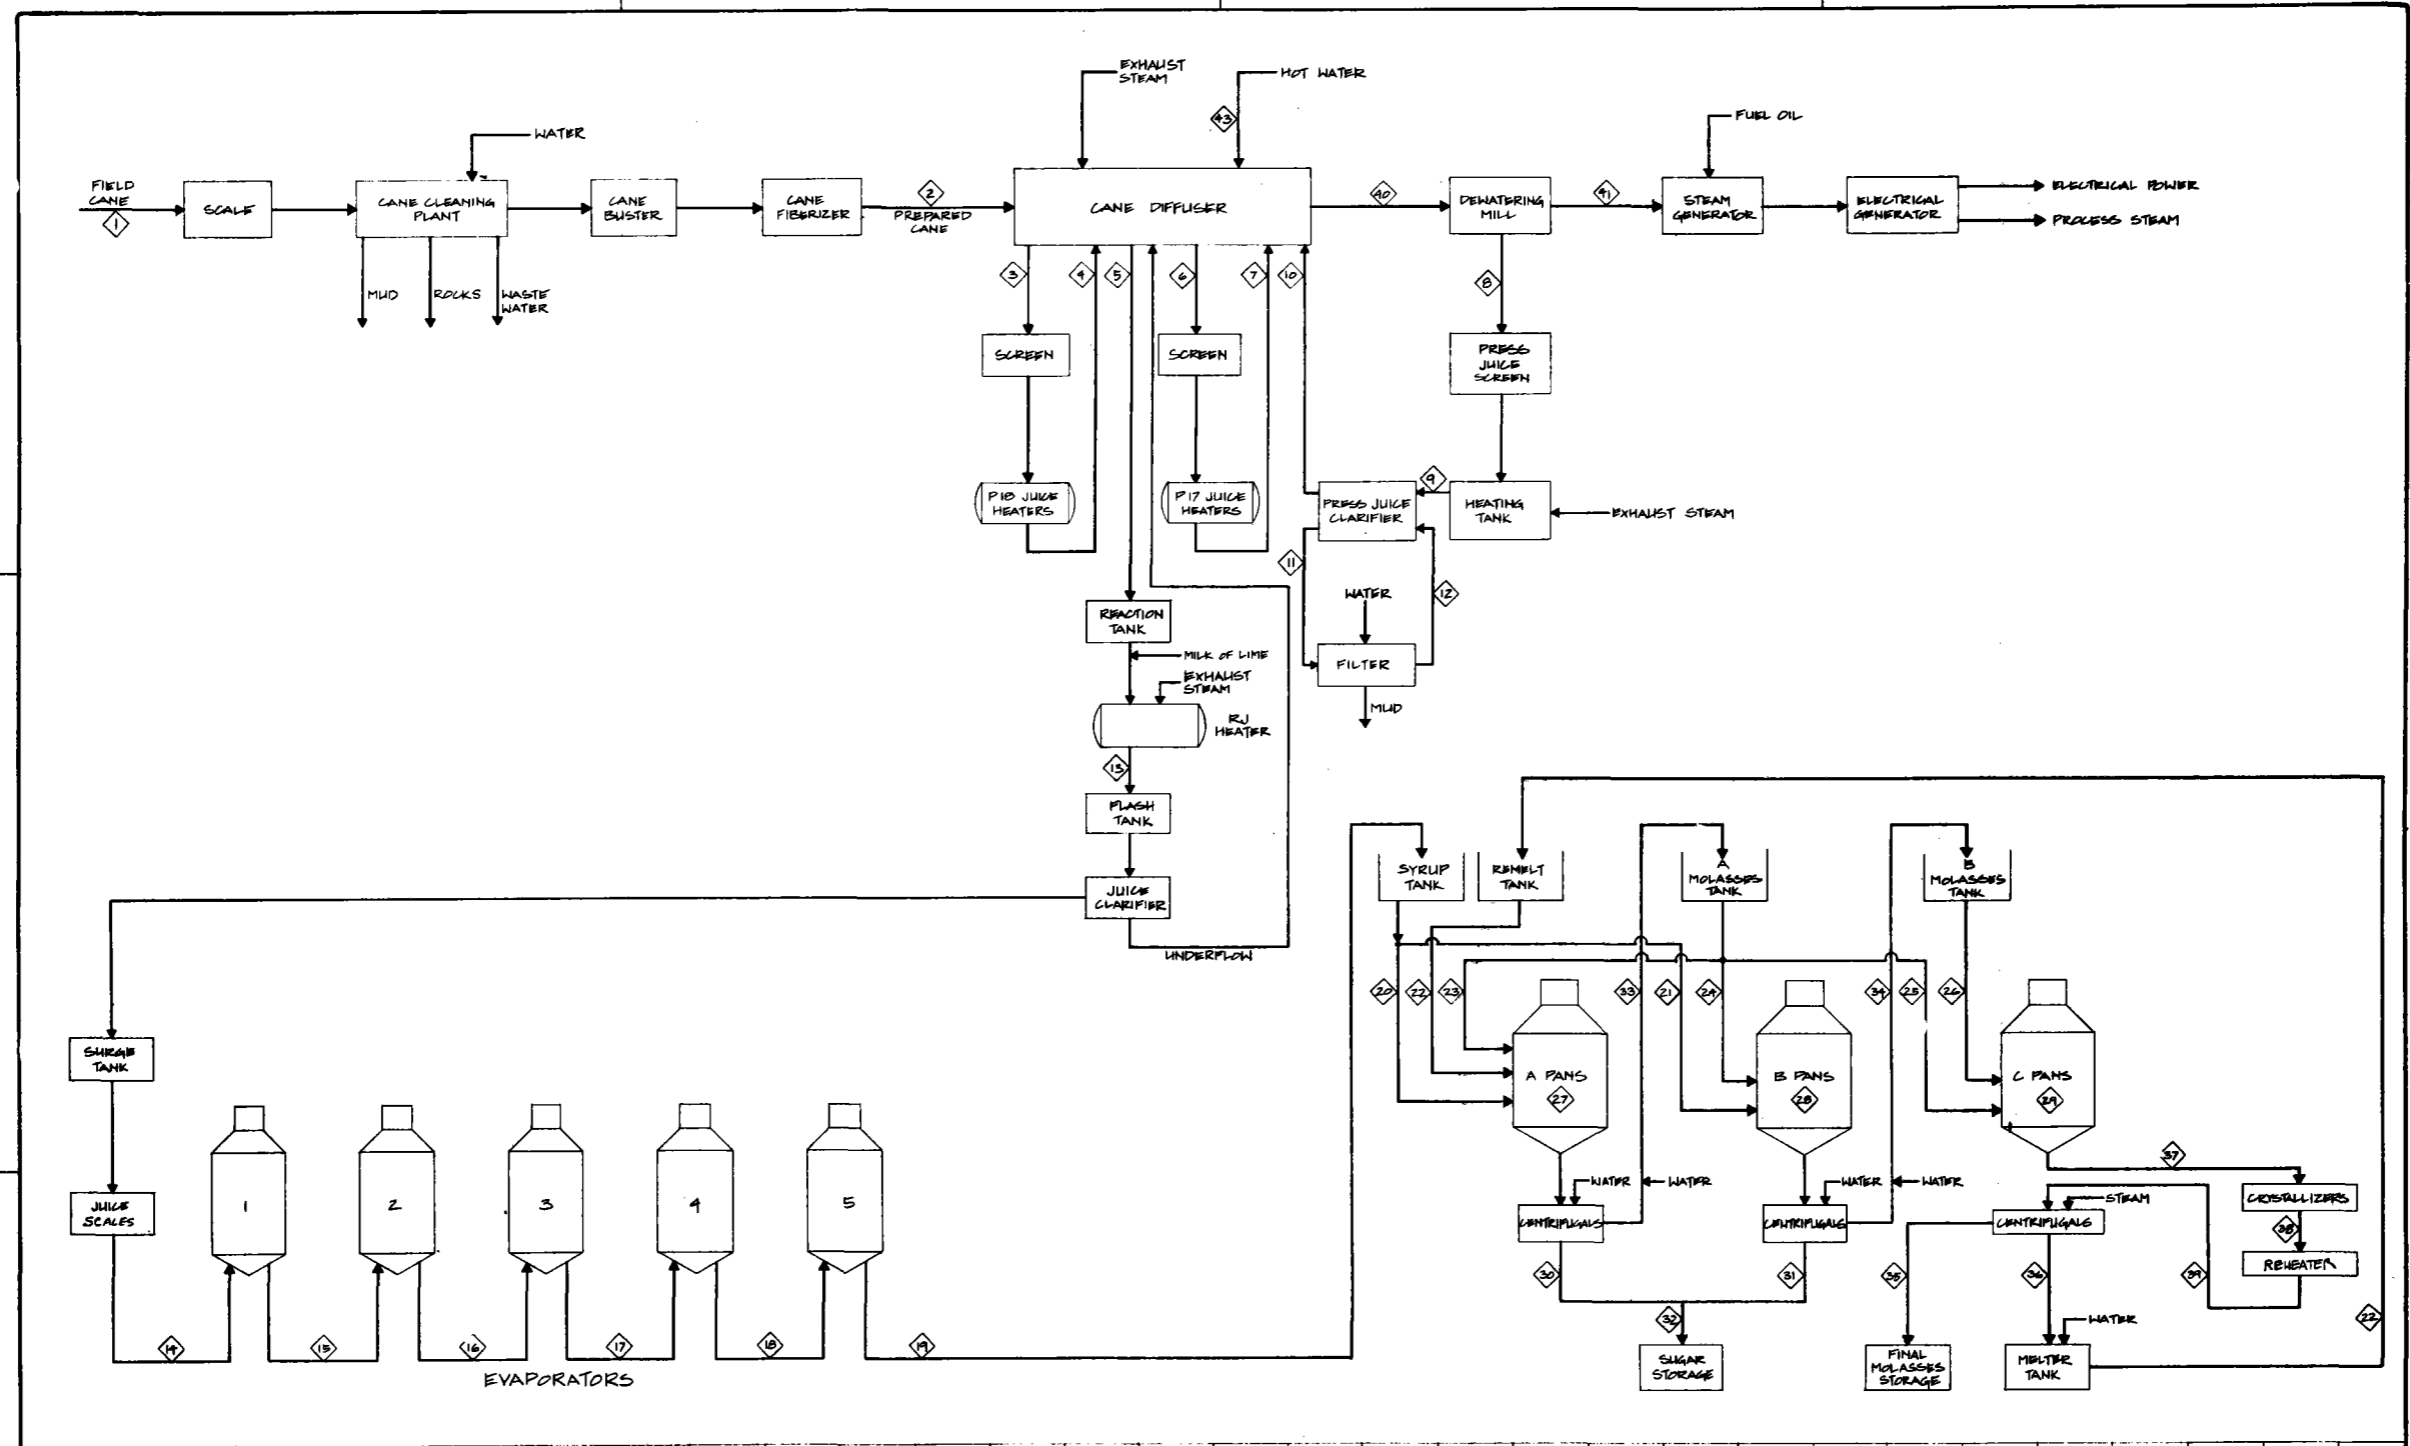 EXHAUST
STEAM
HOT WATER
43
FUEL OIL
WATER
FIELD
CANE
1
SCALE
CANE CLEANING
PLANT
CANE
BUSTER
CANE
FIBERIZER
2
PREPARED
CANE
CANE DIFFUSER
40
DEWATERING
MILL
41
STEAM
GENERATOR
ELECTRICAL
GENERATOR
ELECTRICAL POWER
PROCESS STEAM
MUD
ROCKS
WASTE
WATER
3
4
5
6
7
10
8
SCREEN
SCREEN
PRESS
JUICE
SCREEN
P18 JUICE
HEATERS
P17 JUICE
HEATERS
PRESS JUICE
CLARIFIER
9
HEATING
TANK
EXHAUST STEAM
11
12
WATER
FILTER
MUD
REACTION
TANK
MILK OF LIME
EXHAUST
STEAM
RJ
HEATER
13
FLASH
TANK
JUICE
CLARIFIER
UNDERFLOW
SYRUP
TANK
REMELT
TANK
A
MOLASSES
TANK
B
MOLASSES
TANK
20
22
23
33
21
24
34
25
26
A PANS
27
B PANS
28
C PANS
29
SURGE
TANK
JUICE
SCALES
1
2
3
4
5
14
15
16
17
18
19
EVAPORATORS
WATER
WATER
WATER
WATER
37
STEAM
CENTRIFUGALS
CENTRIFUGALS
CENTRIFUGALS
CRYSTALLIZERS
38
REHEATER
30
31
35
36
39
32
22
WATER
SUGAR
STORAGE
FINAL
MOLASSES
STORAGE
MELTER
TANK